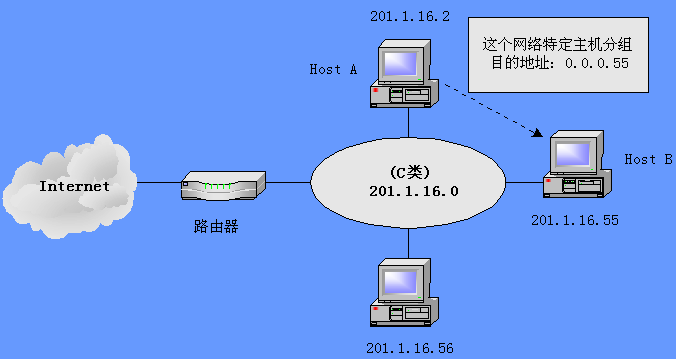 201.1.16.2
这个网络特定主机分组
目的地址：0.0.0.55
Host A
Host B
(C类)
201.1.16.0
Internet
路由器
201.1.16.55
201.1.16.56